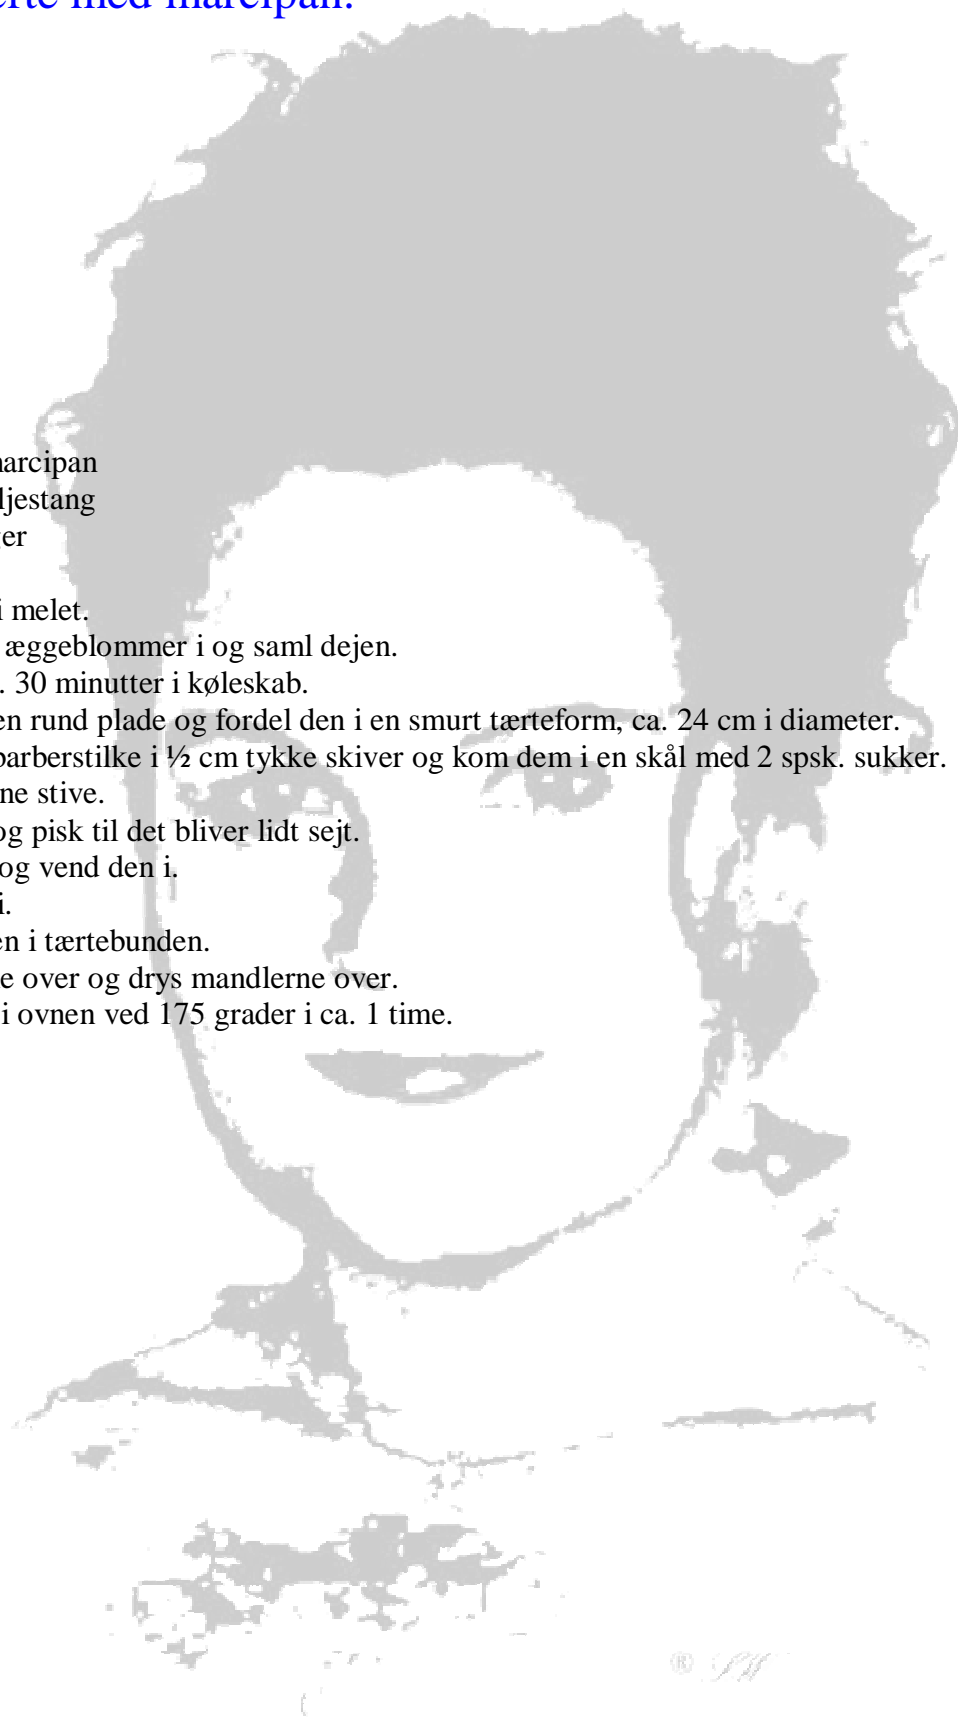 erte med marcipan.
narcipan
ljestang
ger
i melet.
æggeblommer i og saml dejen.
. 30 minutter i køleskab.
en rund plade og fordel den i en smurt tærteform, ca. 24 cm i diameter.
barberstilke i ½ cm tykke skiver og kom dem i en skål med 2 spsk. sukker.
ne stive.
og pisk til det bliver lidt sejt.
og vend den i.
i.
en i tærtebunden.
e over og drys mandlerne over.
i ovnen ved 175 grader i ca. 1 time.
®